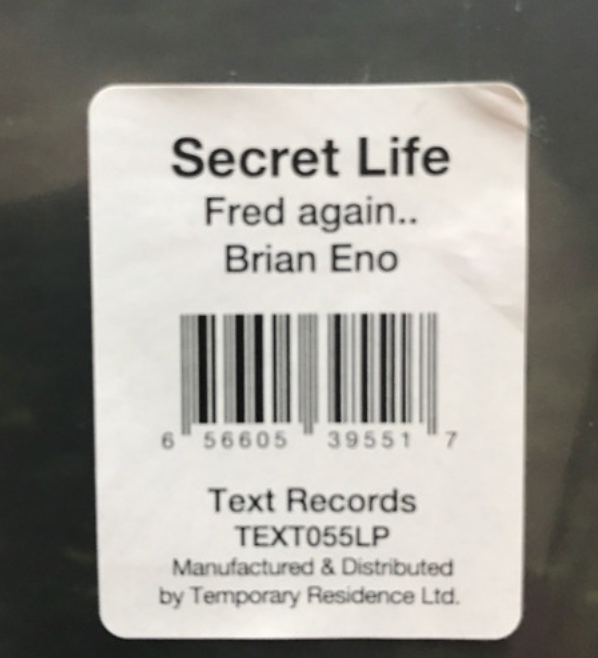 Secret Life
Fred again..
Brian Eno
6 56605 39551 7
Text Records
TEXT055LP
Manufactured & Distributed
by Temporary Residence Ltd.